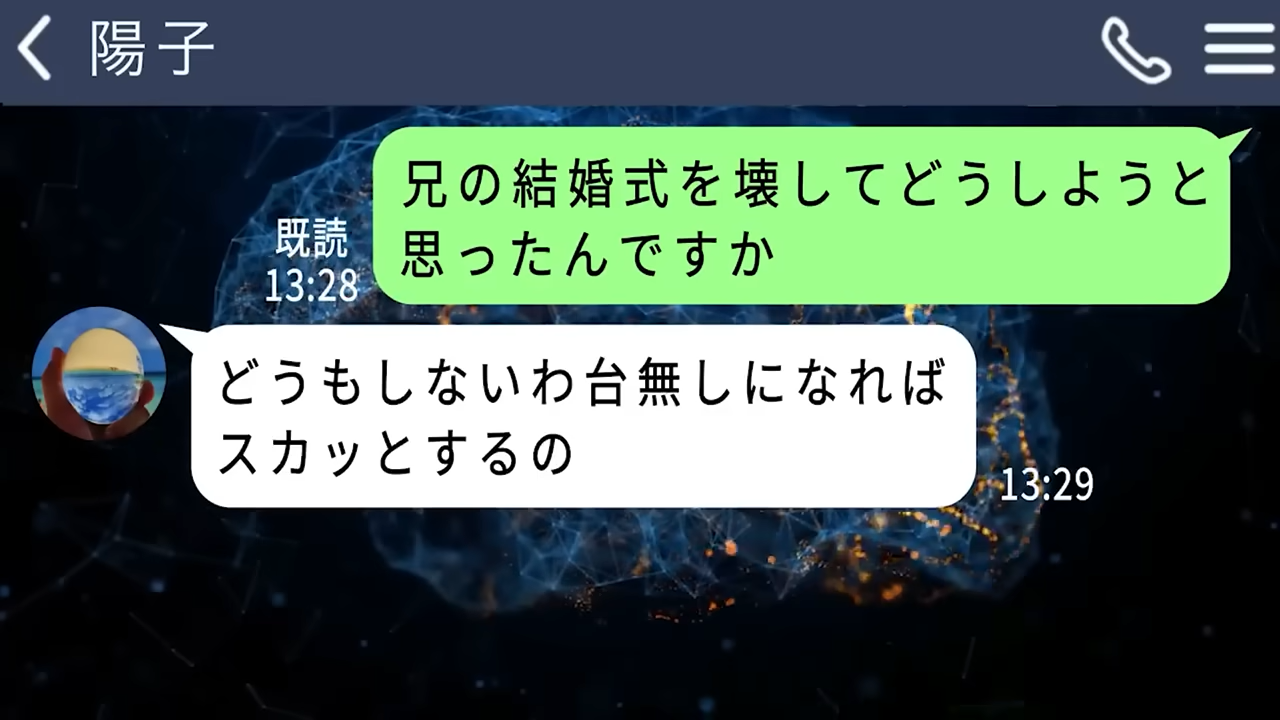 陽子
兄の結婚式を壊してどうしようと
思ったんですか
既読
13:28
どうもしないわ台無しになれば
スカッとするの
13:29